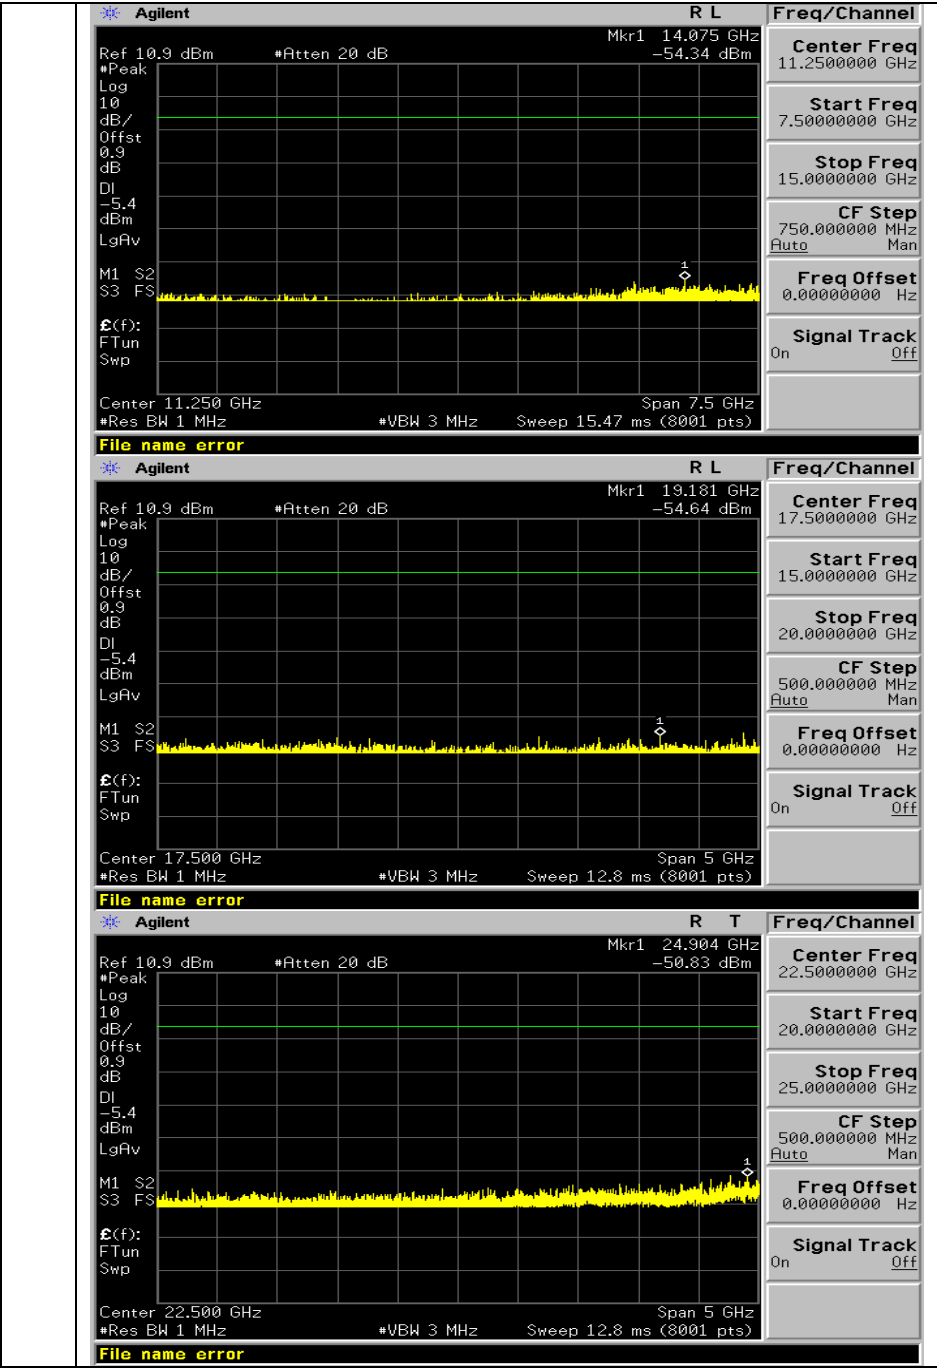 Agilent R L Freq/Channel
Mkr1 14.075 GHz
Ref 10.9 dBm #Atten 20 dB -54.34 dBm
#Peak
Log
10
dB/
Offst
0.9
dB
DI
-5.4
dBm
LgAv
M1 S2
S3 FS
£(f):
FTun
Swp
1
Center 11.250 GHz Span 7.5 GHz
#Res BW 1 MHz #VBW 3 MHz Sweep 15.47 ms (8001 pts)
File name error
Center Freq
11.2500000 GHz
Start Freq
7.50000000 GHz
Stop Freq
15.0000000 GHz
CF Step
750.000000 MHz
Auto Man
Freq Offset
0.00000000 Hz
Signal Track
On Off
Agilent R L Freq/Channel
Mkr1 19.181 GHz
Ref 10.9 dBm #Atten 20 dB -54.64 dBm
#Peak
Log
10
dB/
Offst
0.9
dB
DI
-5.4
dBm
LgAv
M1 S2
S3 FS
£(f):
FTun
Swp
1
Center 17.500 GHz Span 5 GHz
#Res BW 1 MHz #VBW 3 MHz Sweep 12.8 ms (8001 pts)
File name error
Center Freq
17.5000000 GHz
Start Freq
15.0000000 GHz
Stop Freq
20.0000000 GHz
CF Step
500.000000 MHz
Auto Man
Freq Offset
0.00000000 Hz
Signal Track
On Off
Agilent R T Freq/Channel
Mkr1 24.904 GHz
Ref 10.9 dBm #Atten 20 dB -50.83 dBm
#Peak
Log
10
dB/
Offst
0.9
dB
DI
-5.4
dBm
LgAv
M1 S2
S3 FS
£(f):
FTun
Swp
1
Center 22.500 GHz Span 5 GHz
#Res BW 1 MHz #VBW 3 MHz Sweep 12.8 ms (8001 pts)
File name error
Center Freq
22.5000000 GHz
Start Freq
20.0000000 GHz
Stop Freq
25.0000000 GHz
CF Step
500.000000 MHz
Auto Man
Freq Offset
0.00000000 Hz
Signal Track
On Off